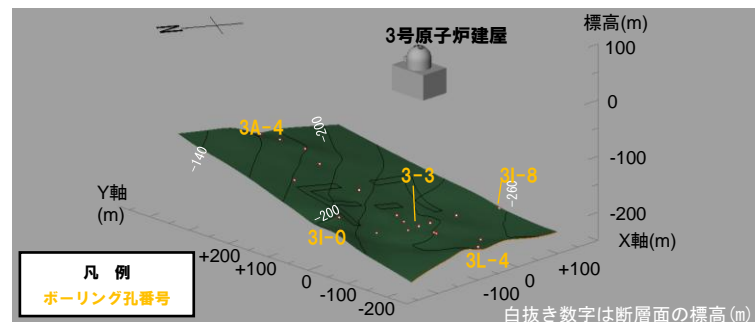 N
3号原子炉建屋
標高(m)
100
0
-100
-200
3A-4
-200
-140
3-3
3I-8
-260
Y軸
(m)
-200
3I-0
3L-4
X軸(m)
+200
+100
0
-100
-200
-100
0
+100
凡 例
ボーリング孔番号
白抜き数字は断層面の標高(m)